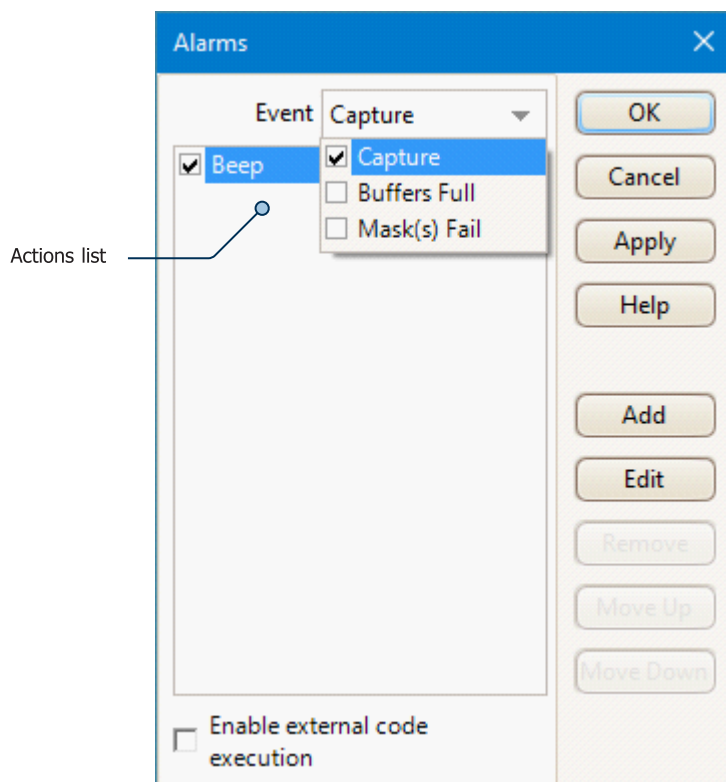 Alarms
Event Capture
Beep
Capture
Buffers Full
Mask(s) Fail
Actions list
OK
Cancel
Apply
Help
Add
Edit
Remove
Move Up
Move Down
Enable external code
execution